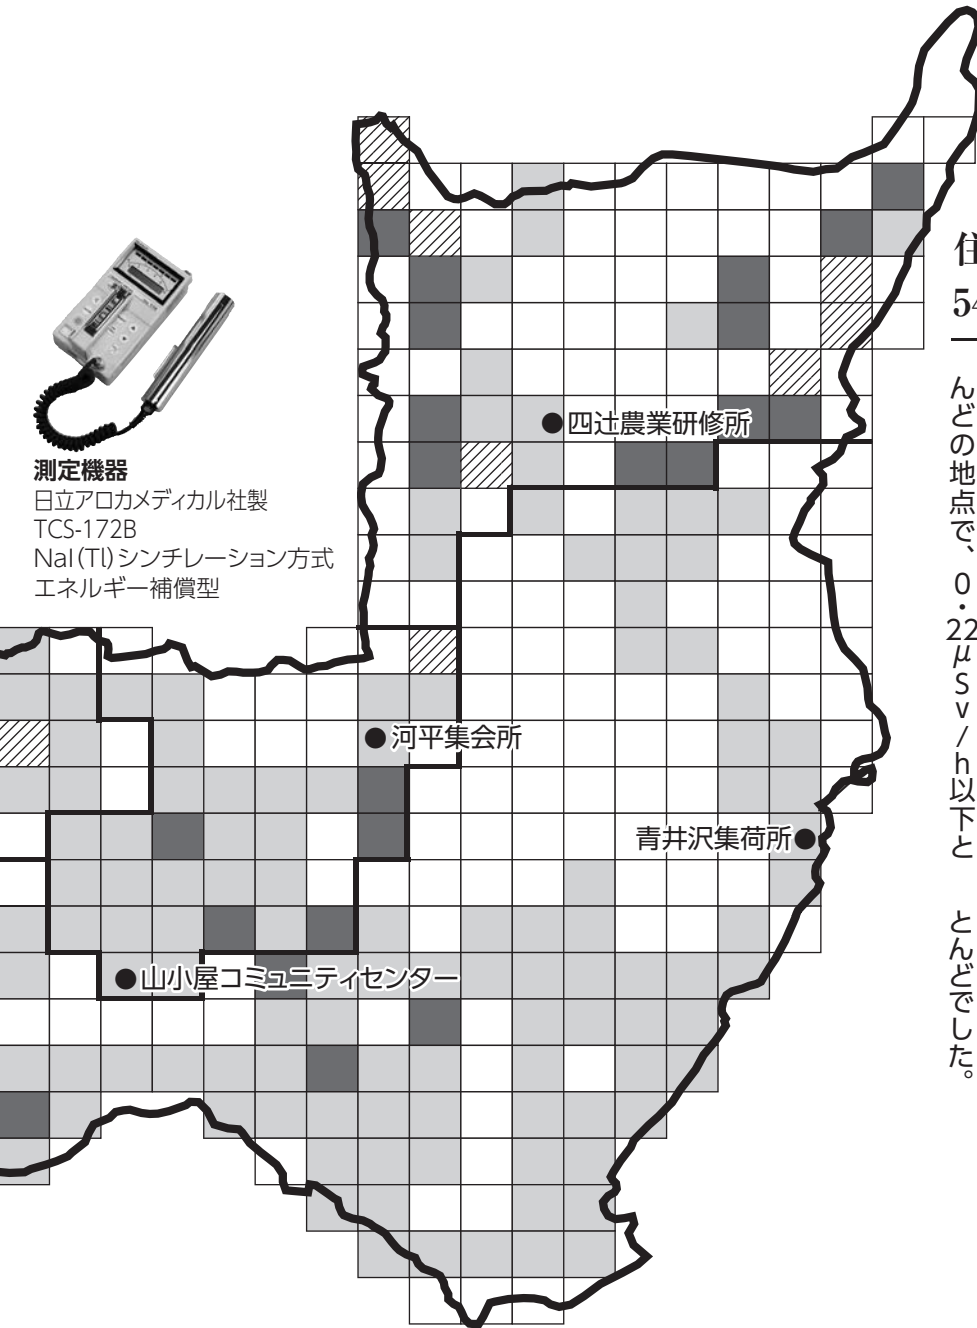 住
54
んどの地点で、0・22μSv/h以下と
とんどでした。
四辻農業研修所
測定機器
日立アロカメディカル社製
TCS-172B
NaI(Tl)シンチレーション方式
エネルギー補償型
河平集会所
青井沢集荷所
山小屋コミュニティセンター